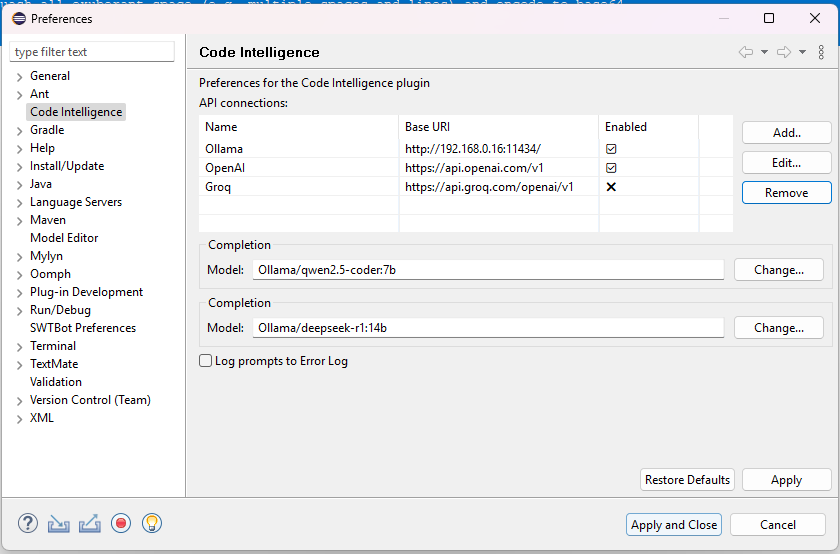 Preferences
type filter text
General
Ant
Code Intelligence
Gradle
Help
Install/Update
Java
Language Servers
Maven
Model Editor
Mylyn
Oomph
Plug-in Development
Run/Debug
SWTBot Preferences
Terminal
TextMate
Validation
Version Control (Team)
XML
Code Intelligence
Preferences for the Code Intelligence plugin
API connections:
Name Base URI Enabled
Ollama http://192.168.0.16:11434/
OpenAI https://api.openai.com/v1
Groq https://api.groq.com/openai/v1
Add..
Edit...
Remove
Completion
Model: Ollama/qwen2.5-coder:7b Change...
Completion
Model: Ollama/deepseek-r1:14b Change...
Log prompts to Error Log
Restore Defaults Apply
Apply and Close Cancel